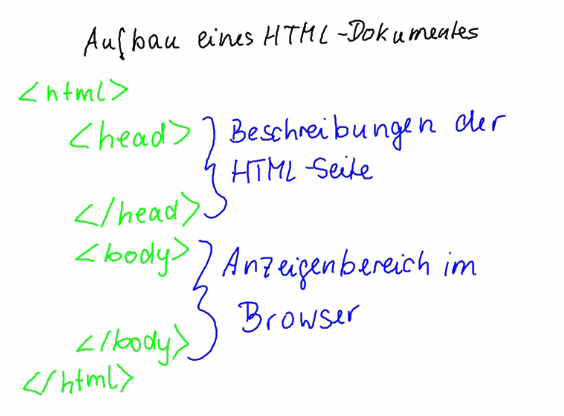 Aufbau eines HTML-Dokumentes
<html>
<head> Beschreibungen der
HTML-Seite
</head>
<body> Anzeigenbereich im
Browser
</body>
</html>